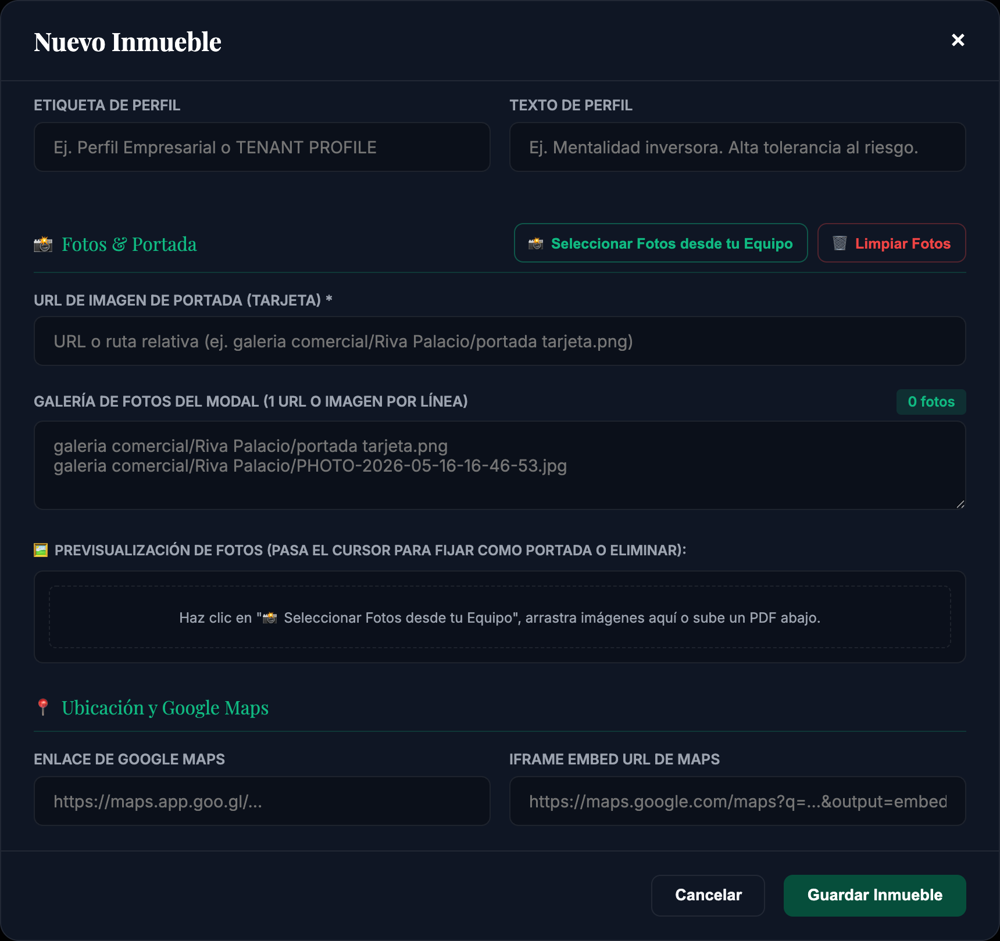 Nuevo Inmueble
ETIQUETA DE PERFIL
Ej. Perfil Empresarial o TENANT PROFILE
TEXTO DE PERFIL
Ej. Mentalidad inversora. Alta tolerancia al riesgo.
📸 Fotos & Portada
📸 Seleccionar Fotos desde tu Equipo
🗑️ Limpiar Fotos
URL DE IMAGEN DE PORTADA (TARJETA) *
URL o ruta relativa (ej. galeria comercial/Riva Palacio/portada tarjeta.png)
GALERÍA DE FOTOS DEL MODAL (1 URL O IMAGEN POR LÍNEA)
0 fotos
galeria comercial/Riva Palacio/portada tarjeta.png
galeria comercial/Riva Palacio/PHOTO-2026-05-16-16-46-53.jpg
🖼️ PREVISUALIZACIÓN DE FOTOS (PASA EL CURSOR PARA FIJAR COMO PORTADA O ELIMINAR):
Haz clic en "📸 Seleccionar Fotos desde tu Equipo", arrastra imágenes aquí o sube un PDF abajo.
📍 Ubicación y Google Maps
ENLACE DE GOOGLE MAPS
https://maps.app.goo.gl/...
IFRAME EMBED URL DE MAPS
https://maps.google.com/maps?q=...&output=embed
Cancelar
Guardar Inmueble